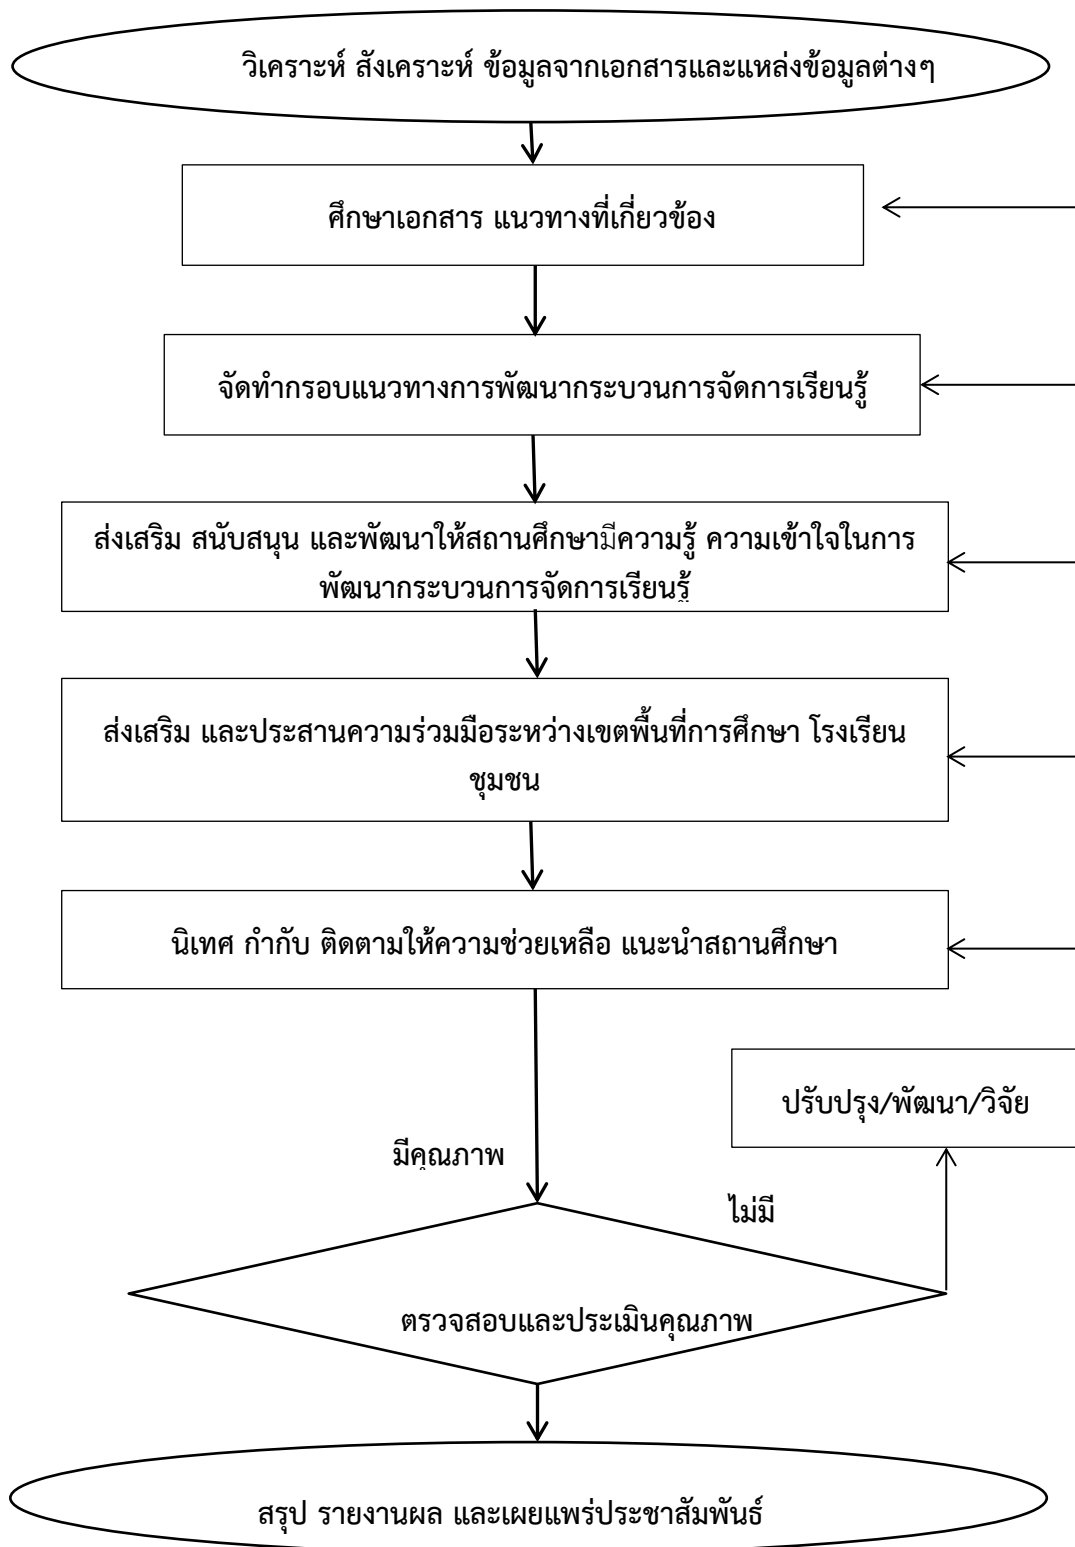 วิเคราะห์ สังเคราะห์ ข้อมูลจากเอกสารและแหล่งข้อมูลต่างๆ
ศึกษาเอกสาร แนวทางที่เกี่ยวข้อง
จัดทำกรอบแนวทางการพัฒนากระบวนการจัดการเรียนรู้
ส่งเสริม สนับสนุน และพัฒนาให้สถานศึกษามีความรู้ ความเข้าใจในการ
พัฒนากระบวนการจัดการเรียนรู้
ส่งเสริม และประสานความร่วมมือระหว่างเขตพื้นที่การศึกษา โรงเรียน
ชุมชน
นิเทศ กำกับ ติดตามให้ความช่วยเหลือ แนะนำสถานศึกษา
ปรับปรุง/พัฒนา/วิจัย
มีคุณภาพ
ไม่มี
ตรวจสอบและประเมินคุณภาพ
สรุป รายงานผล และเผยแพร่ประชาสัมพันธ์